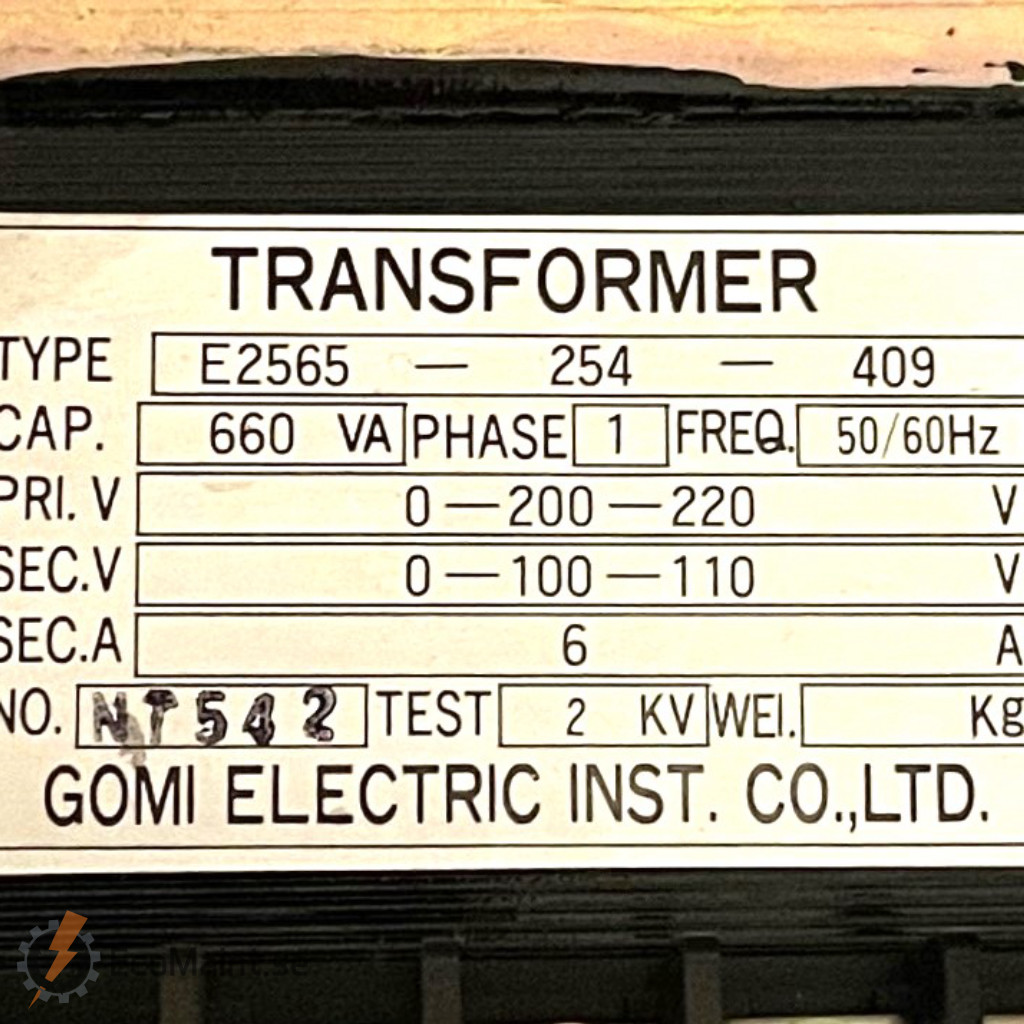 TRANSFORMER
TYPE E2565 — 254 — 409
CAP. 660 VA PHASE 1 FREQ. 50/60Hz
PRI. V 0—200—220 V
SEC.V 0—100—110 V
SEC.A 6 A
NO. NT542 TEST 2 KV WEI. Kg
GOMI ELECTRIC INST. CO.,LTD.